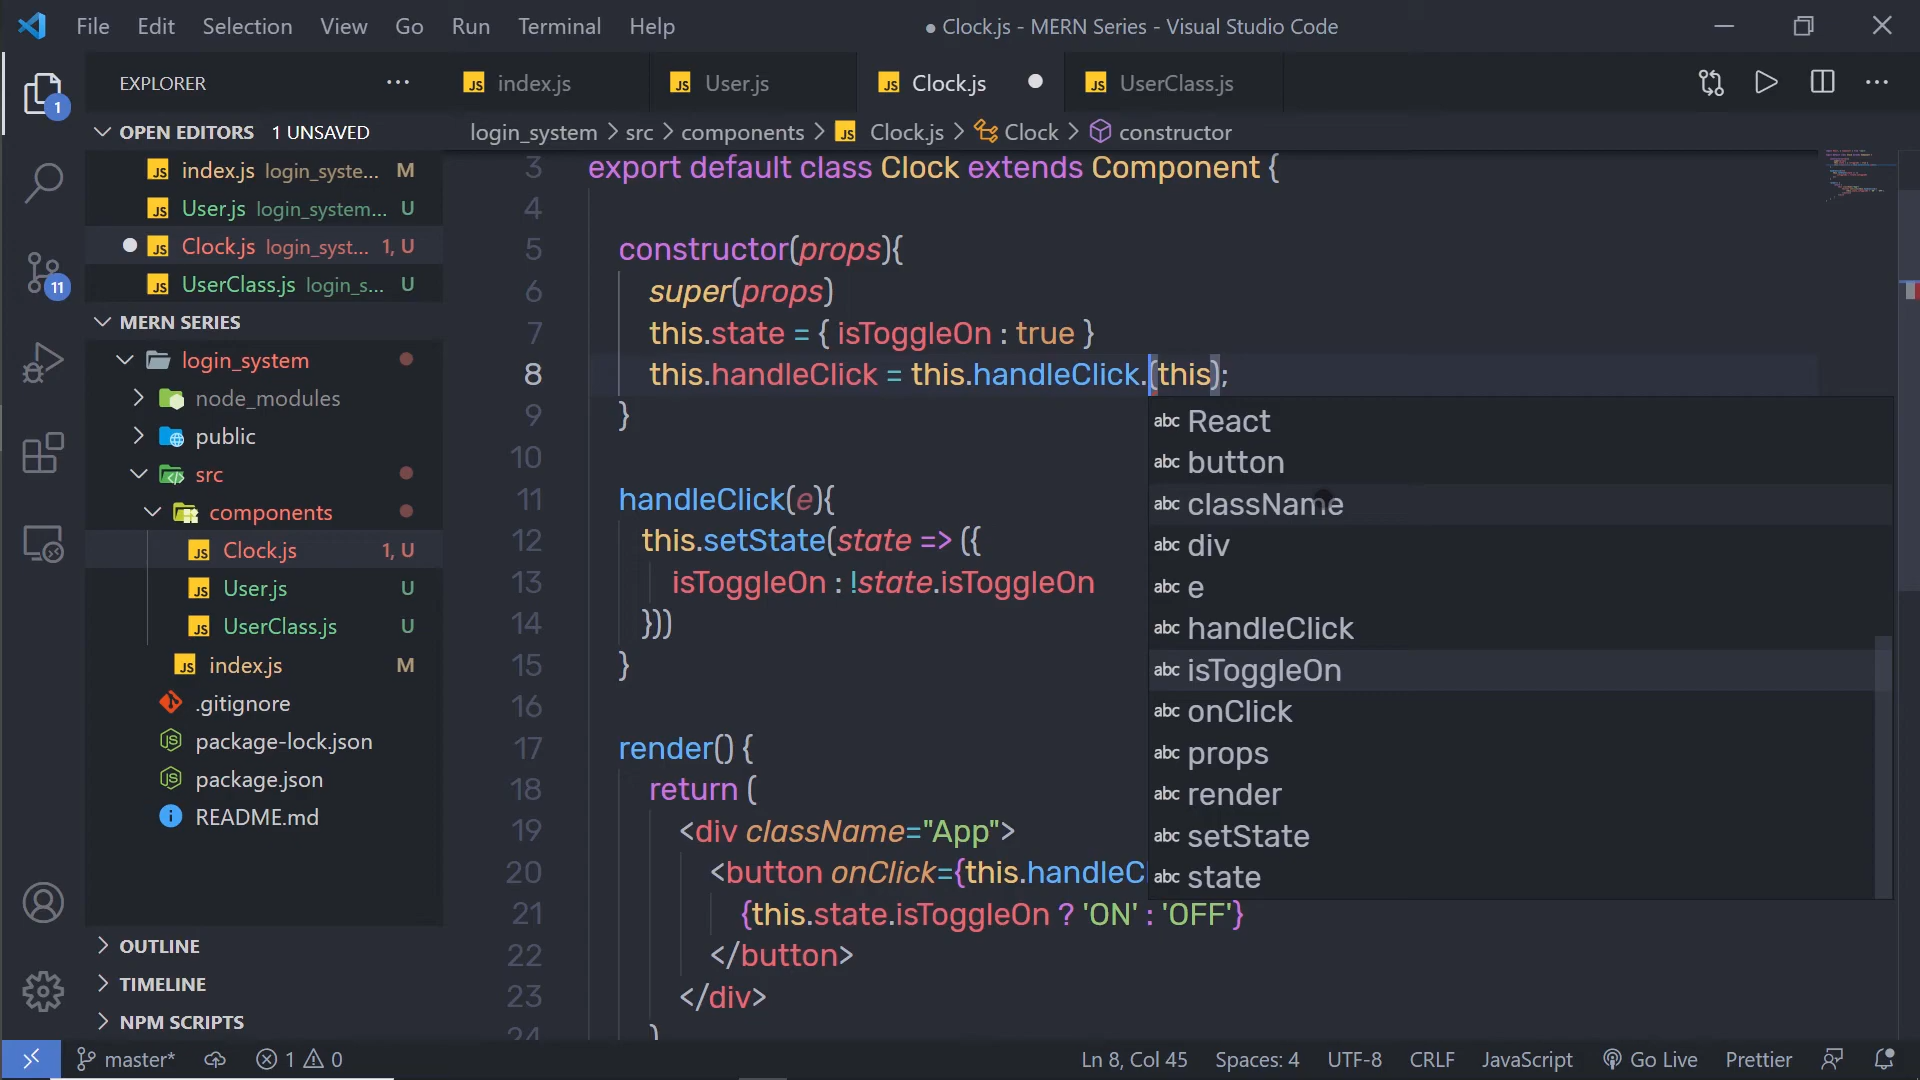 File Edit Selection View Go Run Terminal Help
● Clock.js - MERN Series - Visual Studio Code
EXPLORER
index.js
User.js
Clock.js
UserClass.js
OPEN EDITORS 1 UNSAVED
login_system > src > components > Clock.js > Clock > constructor
index.js login_syste... M
User.js login_system... U
Clock.js login_syst... 1, U
UserClass.js login_s... U
MERN SERIES
login_system
node_modules
public
src
components
Clock.js 1, U
User.js U
UserClass.js U
index.js M
.gitignore
package-lock.json
package.json
README.md
OUTLINE
TIMELINE
NPM SCRIPTS
3 export default class Clock extends Component {
4
5 constructor(props){
6 super(props)
7 this.state = { isToggleOn : true }
8 this.handleClick = this.handleClick.(this);
9 }
10
11 handleClick(e){
12 this.setState(state => ({
13 isToggleOn : !state.isToggleOn
14 }))
15 }
16
17 render() {
18 return (
19 <div className="App">
20 <button onClick={this.handleC
21 {this.state.isToggleOn ? 'ON' : 'OFF'}
22 </button>
23 </div>
24 )
abc React
abc button
abc className
abc div
abc e
abc handleClick
abc isToggleOn
abc onClick
abc props
abc render
abc setState
abc state
1
11
master* 1 0
Ln 8, Col 45 Spaces: 4 UTF-8 CRLF JavaScript Go Live Prettier